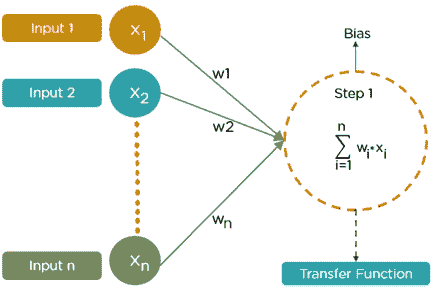 Input 1
x1
Input 2
x2
Input n
xn
w1
w2
wn
Bias
Step 1
n
∑ wi*xi
i=1
Transfer Function